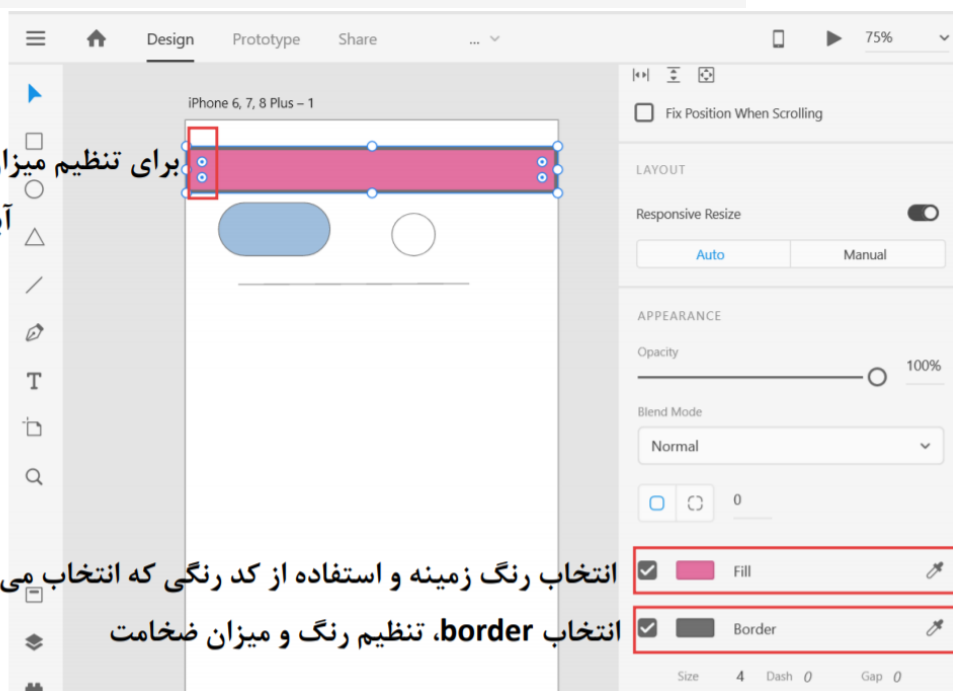 Design Prototype Share ... 75%
Fix Position When Scrolling
iPhone 6, 7, 8 Plus – 1
برای تنظیم
LAYOUT
Responsive Resize
Auto Manual
APPEARANCE
Opacity
100%
Blend Mode
Normal
0
انتخاب رنگ زمینه و استفاده از کد رنگی که انتخاب می
Fill
انتخاب border، تنظیم رنگ و میزان ضخامت
Border
Size 4 Dash 0 Gap 0